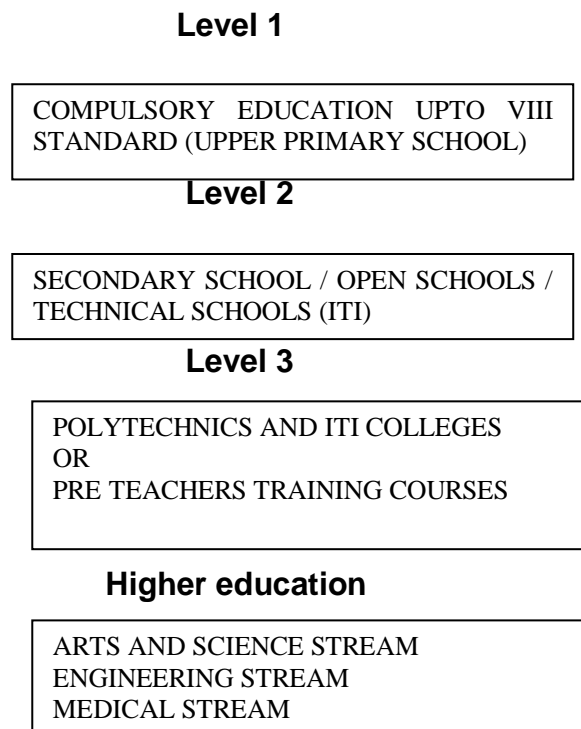 Level 1
COMPULSORY EDUCATION UPTO VIII
STANDARD (UPPER PRIMARY SCHOOL)
Level 2
SECONDARY SCHOOL / OPEN SCHOOLS /
TECHNICAL SCHOOLS (ITI)
Level 3
POLYTECHNICS AND ITI COLLEGES
OR
PRE TEACHERS TRAINING COURSES
Higher education
ARTS AND SCIENCE STREAM
ENGINEERING STREAM
MEDICAL STREAM